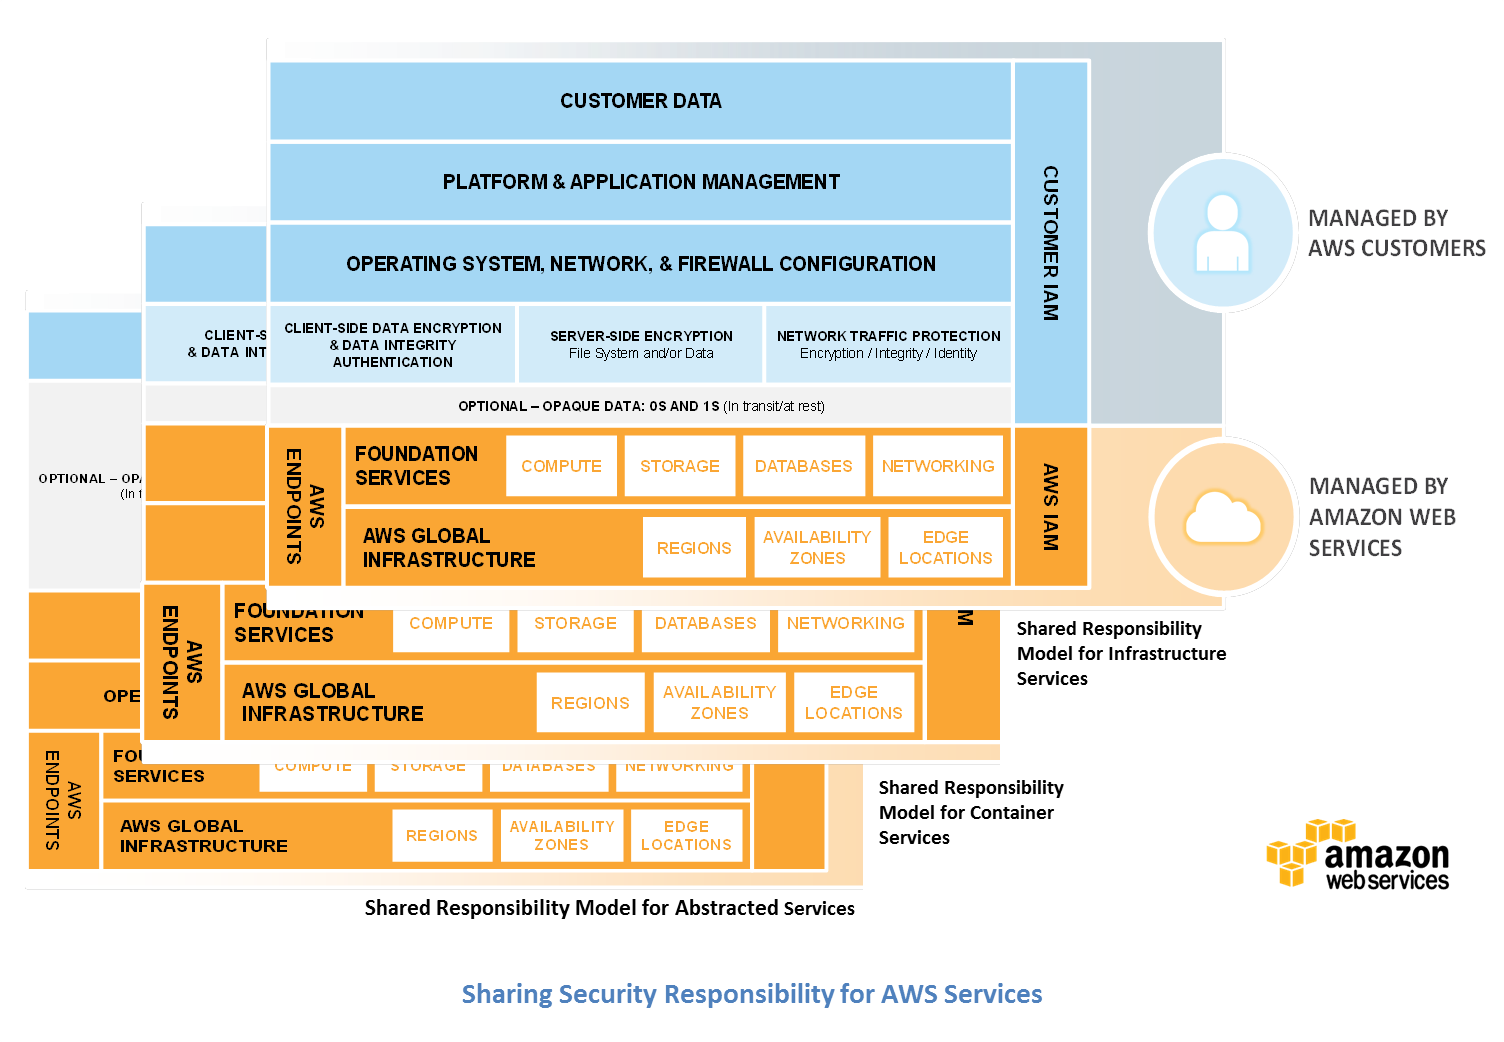 CUSTOMER DATA
PLATFORM & APPLICATION MANAGEMENT
OPERATING SYSTEM, NETWORK, & FIREWALL CONFIGURATION
CUSTOMER IAM
CLIENT-SIDE DATA ENCRYPTION
& DATA INTEGRITY
AUTHENTICATION
SERVER-SIDE ENCRYPTION
File System and/or Data
NETWORK TRAFFIC PROTECTION
Encryption / Integrity / Identity
OPTIONAL – OPAQUE DATA: 0S AND 1S (In transit/at rest)
AWS
ENDPOINTS
FOUNDATION
SERVICES
COMPUTE
STORAGE
DATABASES
NETWORKING
AWS GLOBAL
INFRASTRUCTURE
REGIONS
AVAILABILITY
ZONES
EDGE
LOCATIONS
AWS IAM
MANAGED BY
AWS CUSTOMERS
MANAGED BY
AMAZON WEB
SERVICES
Shared Responsibility
Model for Infrastructure
Services
CLIENT-S
& DATA INT
AWS
ENDPOINTS
FOUNDATION
SERVICES
COMPUTE
STORAGE
DATABASES
NETWORKING
AWS GLOBAL
INFRASTRUCTURE
REGIONS
AVAILABILITY
ZONES
EDGE
LOCATIONS
M
Shared Responsibility
Model for Container
Services
OPTIONAL – OPA
(In t
OPE
AWS
ENDPOINTS
FOU
SERVICES
COMPUTE
STORAGE
DATABASES
NETWORKING
AWS GLOBAL
INFRASTRUCTURE
REGIONS
AVAILABILITY
ZONES
EDGE
LOCATIONS
Shared Responsibility Model for Abstracted Services
amazon
webservices
Sharing Security Responsibility for AWS Services